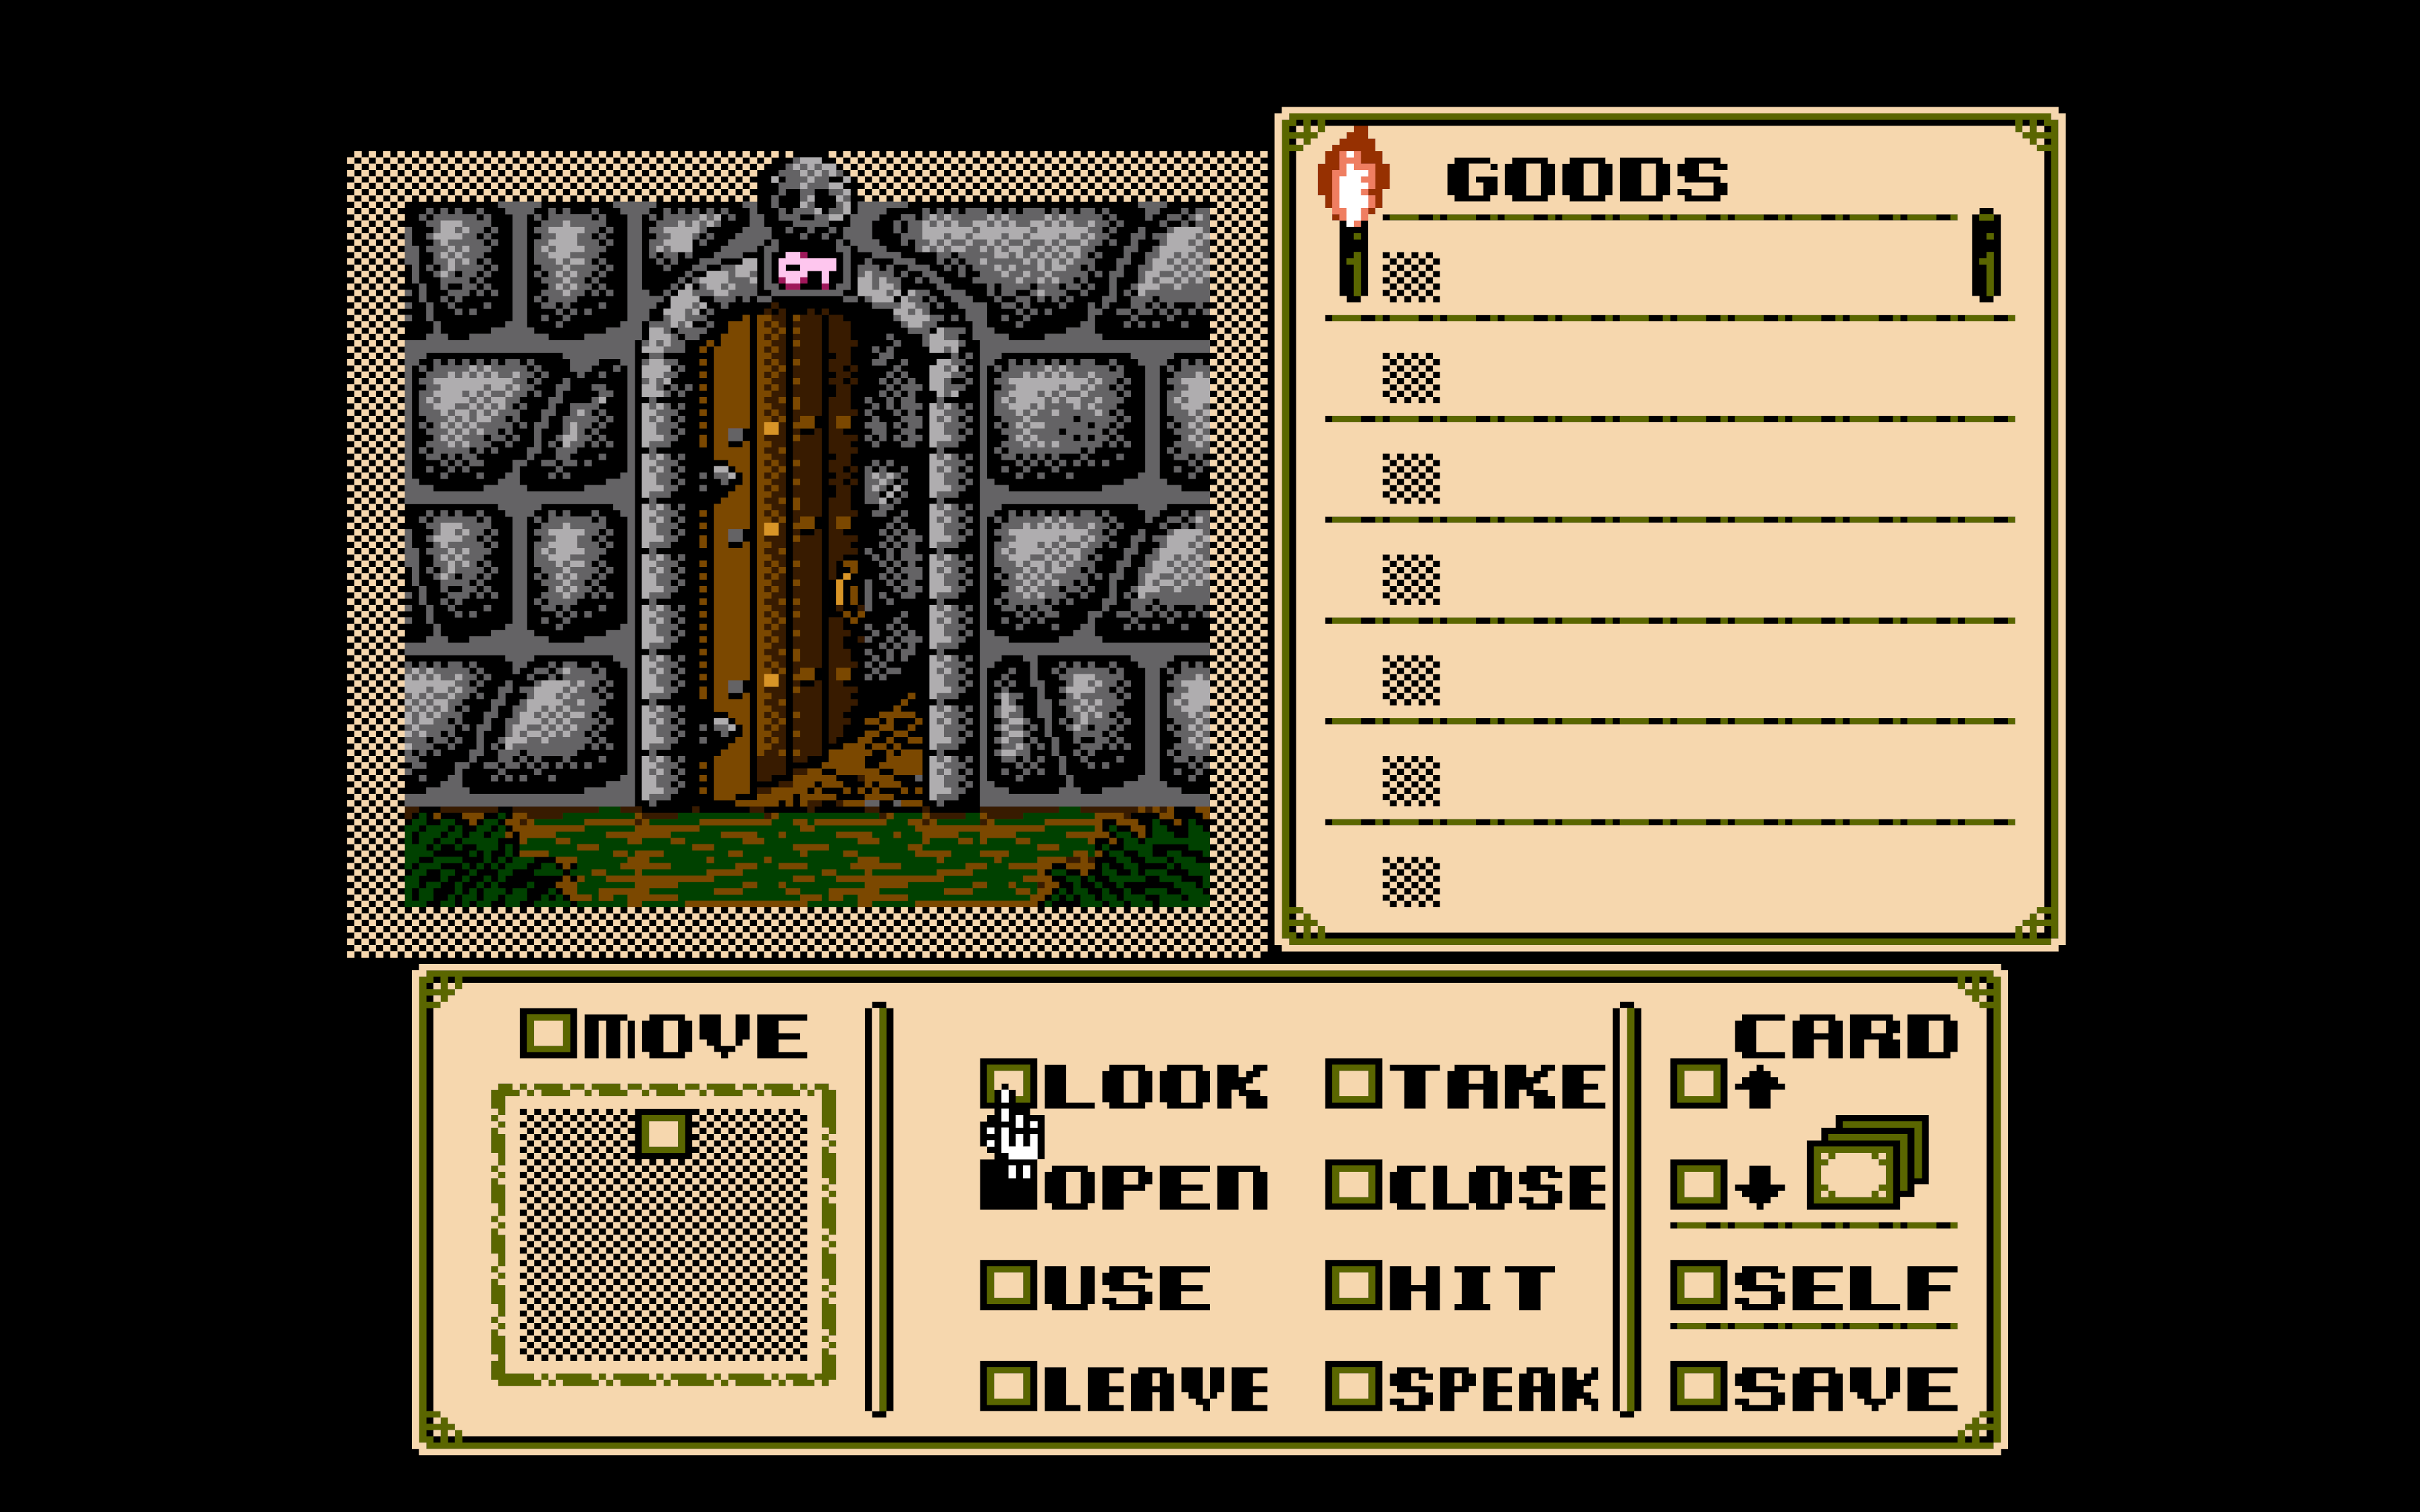 GOODS
MOVE
LOOK TAKE
OPEN CLOSE
USE HIT
LEAVE SPEAK
CARD
SELF
SAVE